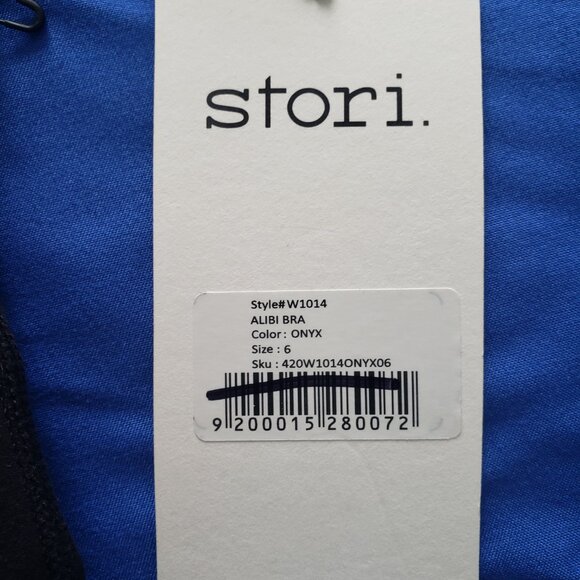 stori.
Style# W1014
ALIBI BRA
Color : ONYX
Size : 6
Sku : 420W1014ONYX06
9 200015 280072